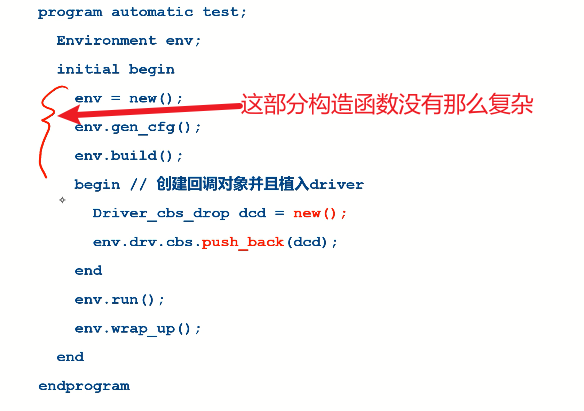 program automatic test;
Environment env;
initial begin
env = new();
这部分构造函数没有那么复杂
env.gen_cfg();
env.build();
begin // 创建回调对象并且植入driver
Driver_cbs_drop dcd = new();
env.drv.cbs.push_back(dcd);
end
env.run();
env.wrap_up();
end
endprogram